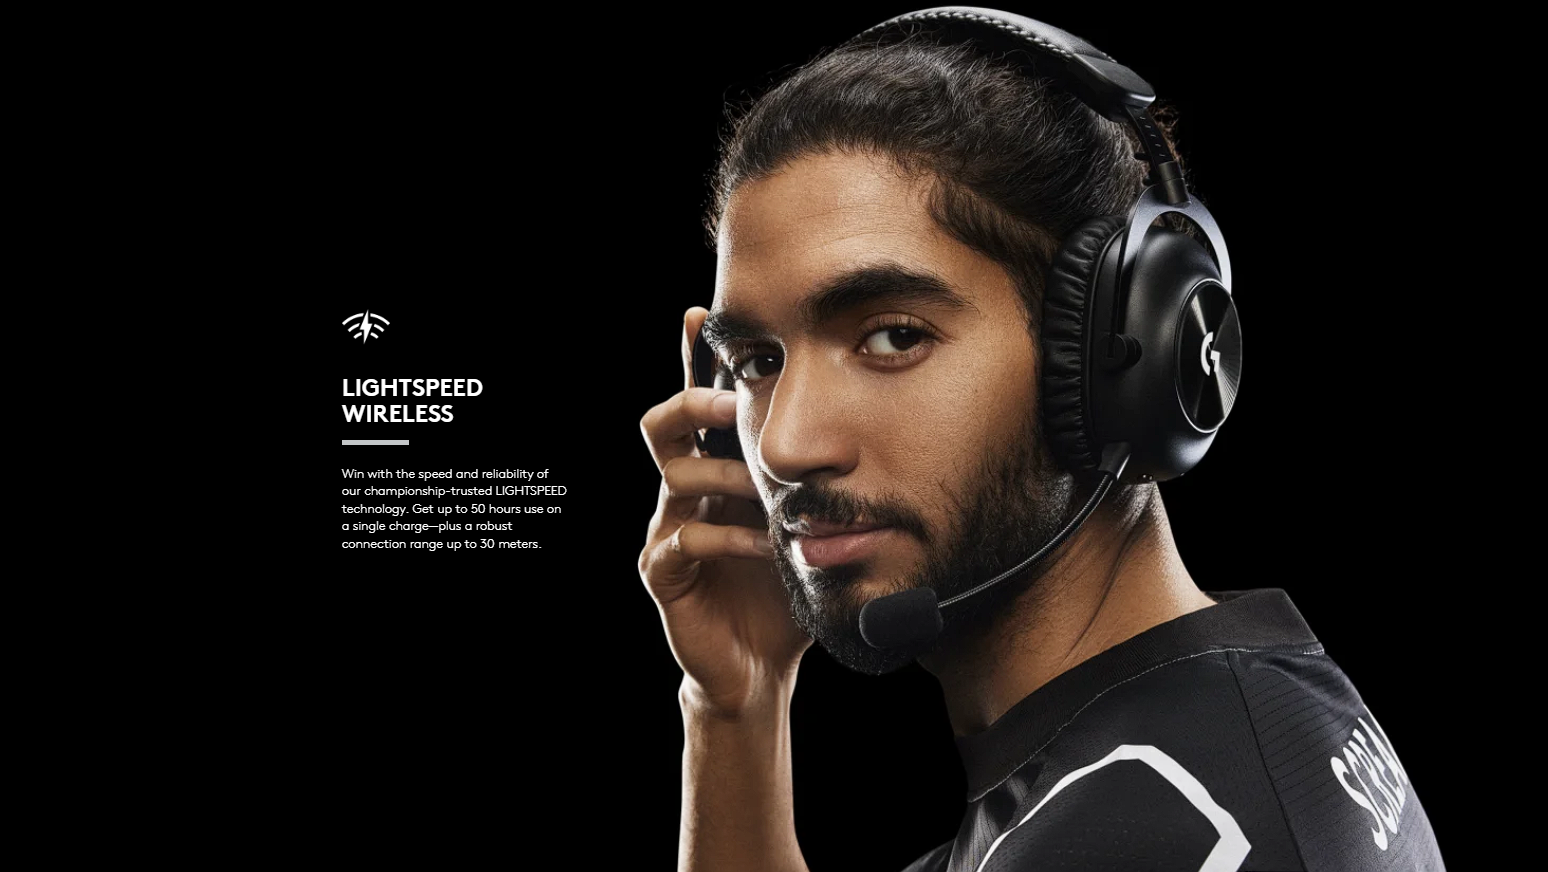 LIGHTSPEED
WIRELESS
Win with the speed and reliability of
our championship-trusted LIGHTSPEED
technology. Get up to 50 hours use on
a single charge—plus a robust
connection range up to 30 meters.
G
SCREAM